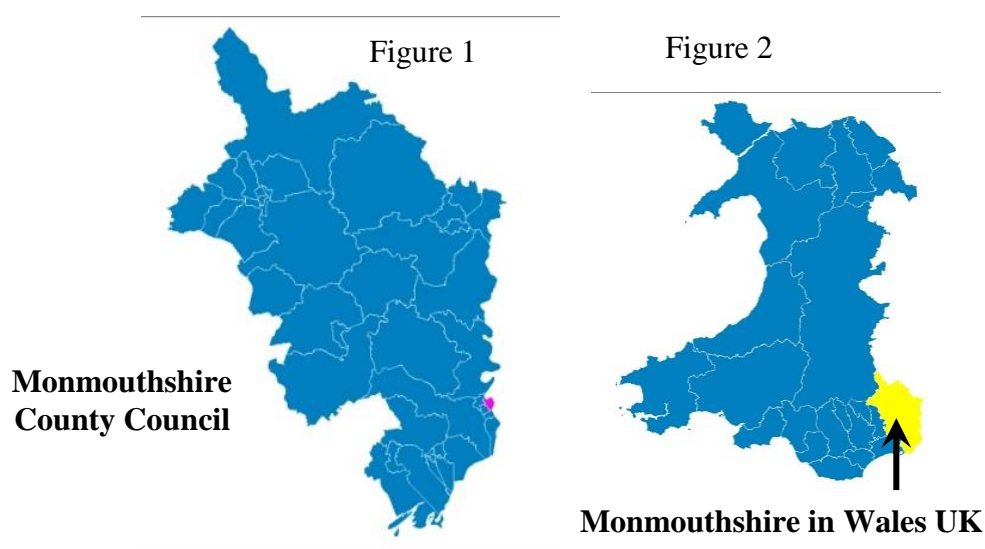 Figure 1
Figure 2
Monmouthshire
County Council
Monmouthshire in Wales UK